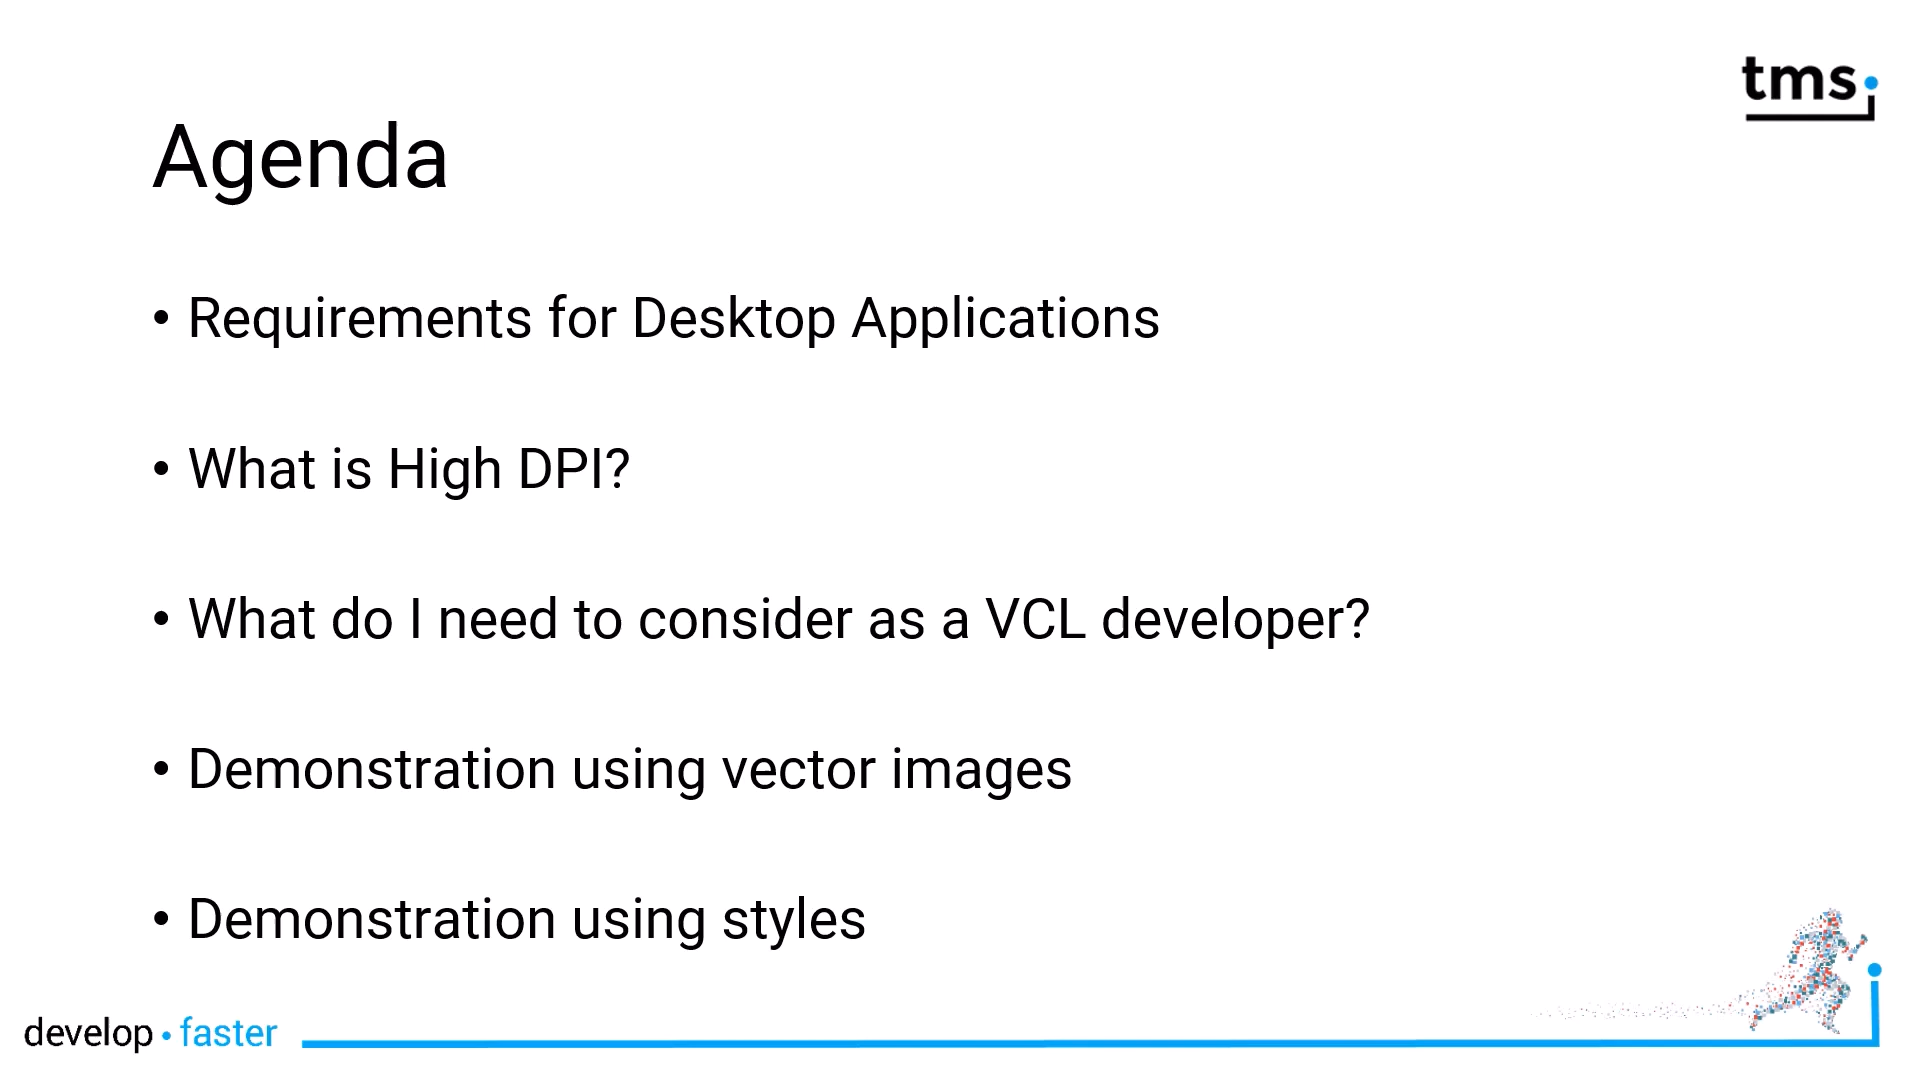 tms
Agenda
• Requirements for Desktop Applications
• What is High DPI?
• What do I need to consider as a VCL developer?
• Demonstration using vector images
• Demonstration using styles
develop • faster